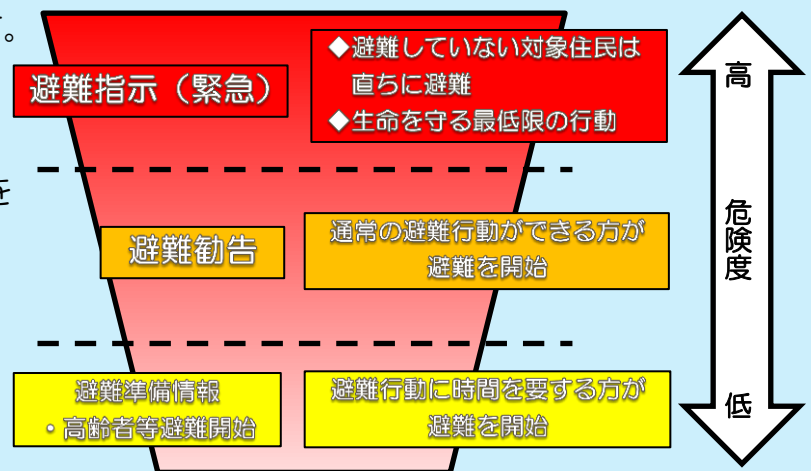 。
を
避難指示（緊急）
◆避難していない対象住民は
直ちに避難
◆生命を守る最低限の行動
避難勧告
通常の避難行動ができる方が
避難を開始
避難準備情報
・高齢者等避難開始
避難行動に時間を要する方が
避難を開始
高
危険度
低